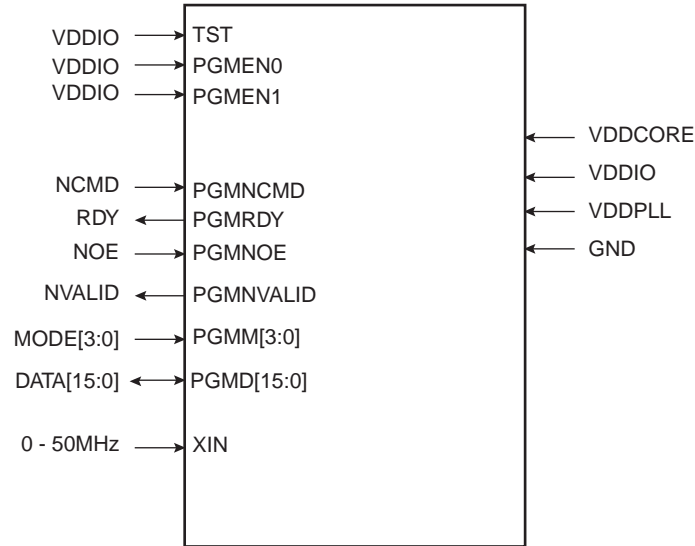 VDDIO TST
VDDIO PGMEN0
VDDIO PGMEN1
VDDCORE
VDDIO
NCMD PGMNCMD
VDDPLL
RDY PGMRDY
NOE PGMNOE
GND
NVALID PGMNVALID
MODE[3:0] PGMM[3:0]
DATA[15:0] PGMD[15:0]
0 - 50MHz XIN